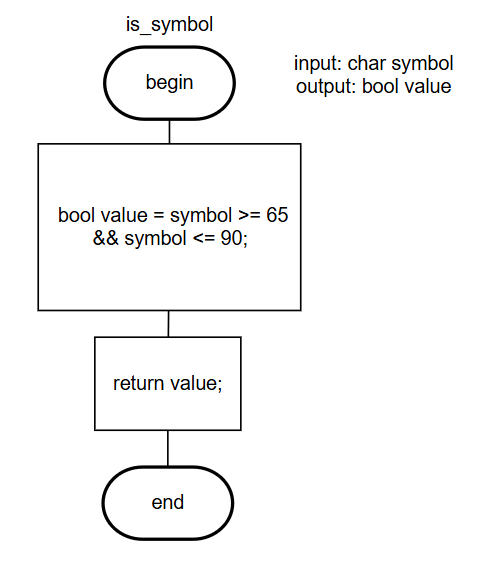 is_symbol
begin
input: char symbol
output: bool value
bool value = symbol >= 65
&& symbol <= 90;
return value;
end